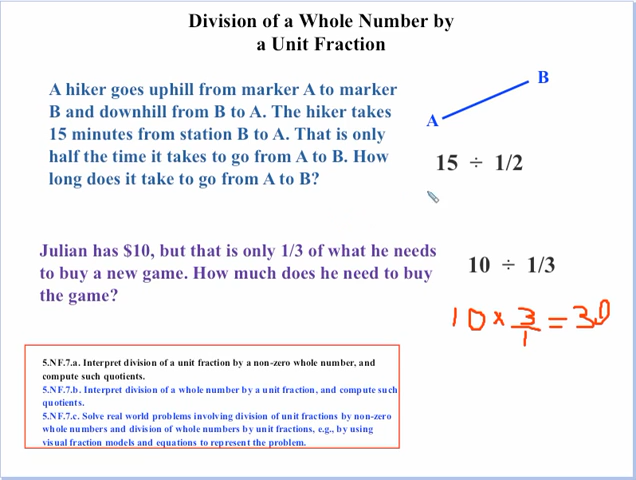 Division of a Whole Number by
a Unit Fraction
A hiker goes uphill from marker A to marker
B and downhill from B to A. The hiker takes
15 minutes from station B to A. That is only
half the time it takes to go from A to B. How
long does it take to go from A to B?
B
A
15 ÷ 1/2
Julian has $10, but that is only 1/3 of what he needs
to buy a new game. How much does he need to buy
the game?
10 ÷ 1/3
10 × 3/1 = 30
5.NF.7.a. Interpret division of a unit fraction by a non-zero whole number, and
compute such quotients.
5.NF.7.b. Interpret division of a whole number by a unit fraction, and compute such
quotients.
5.NF.7.c. Solve real world problems involving division of unit fractions by non-zero
whole numbers and division of whole numbers by unit fractions, e.g., by using
visual fraction models and equations to represent the problem.